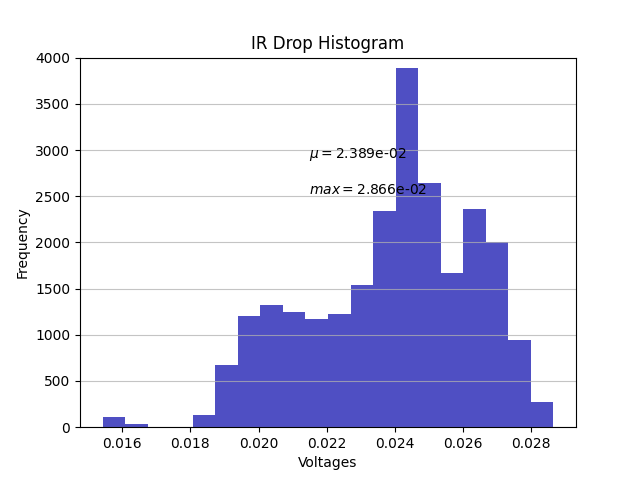 IR Drop Histogram
4000
3500
3000
2500
2000
1500
1000
500
0
Frequency
μ = 2.389e-02
max = 2.866e-02
0.016 0.018 0.020 0.022 0.024 0.026 0.028
Voltages